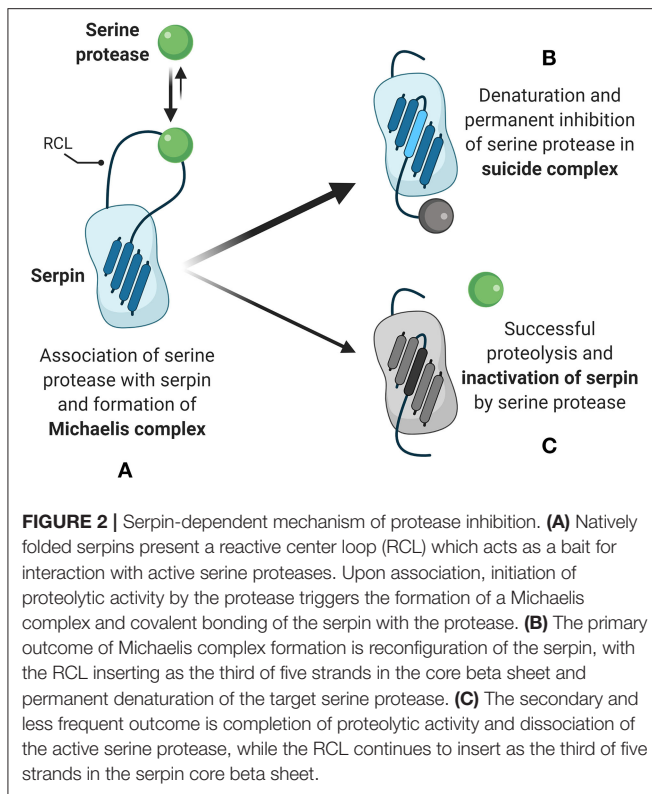 Serine
protease
RCL
Serpin
Association of serine
protease with serpin
and formation of
Michaelis complex
A
B
Denaturation and
permanent inhibition
of serine protease in
suicide complex
Successful
proteolysis and
inactivation of serpin
by serine protease
C
FIGURE 2 | Serpin-dependent mechanism of protease inhibition. (A) Natively
folded serpins present a reactive center loop (RCL) which acts as a bait for
interaction with active serine proteases. Upon association, initiation of
proteolytic activity by the protease triggers the formation of a Michaelis
complex and covalent bonding of the serpin with the protease. (B) The primary
outcome of Michaelis complex formation is reconfiguration of the serpin, with
the RCL inserting as the third of five strands in the core beta sheet and
permanent denaturation of the target serine protease. (C) The secondary and
less frequent outcome is completion of proteolytic activity and dissociation of
the active serine protease, while the RCL continues to insert as the third of five
strands in the serpin core beta sheet.